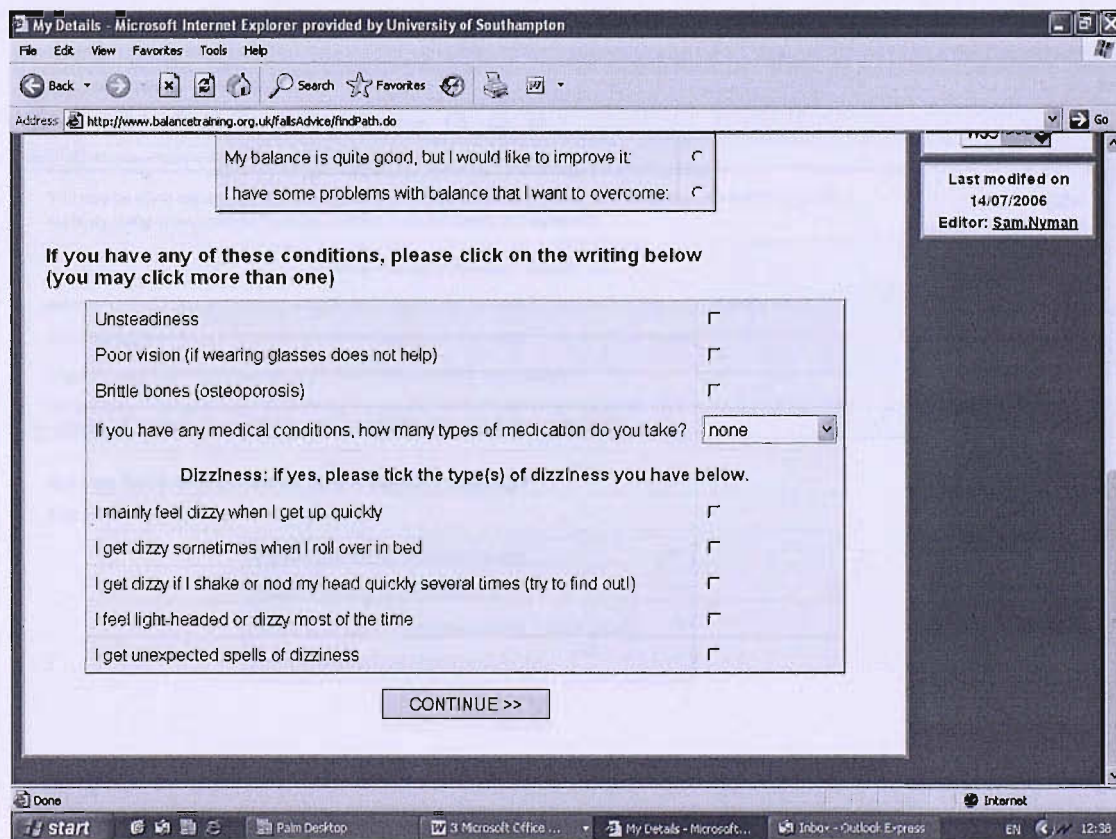 My Details - Microsoft Internet Explorer provided by University of Southampton
File Edit View Favorites Tools Help
Back Search Favorites
Address http://www.balancetraining.org.uk/fallsAdvice/findPath.do Go
My balance is quite good, but I would like to improve it:
I have some problems with balance that I want to overcome:
Last modifed on
14/07/2006
Editor: Sam.Nyman
If you have any of these conditions, please click on the writing below
(you may click more than one)
Unsteadiness
Poor vision (if wearing glasses does not help)
Brittle bones (osteoporosis)
If you have any medical conditions, how many types of medication do you take? none
Dizziness: if yes, please tick the type(s) of dizziness you have below.
I mainly feel dizzy when I get up quickly
I get dizzy sometimes when I roll over in bed
I get dizzy if I shake or nod my head quickly several times (try to find out!)
I feel light-headed or dizzy most of the time
I get unexpected spells of dizziness
CONTINUE >>
Done Internet
start Palm Desktop 3 Microsoft Office ... My Details - Microsoft... Inbox - Outlook Express EN 12:38